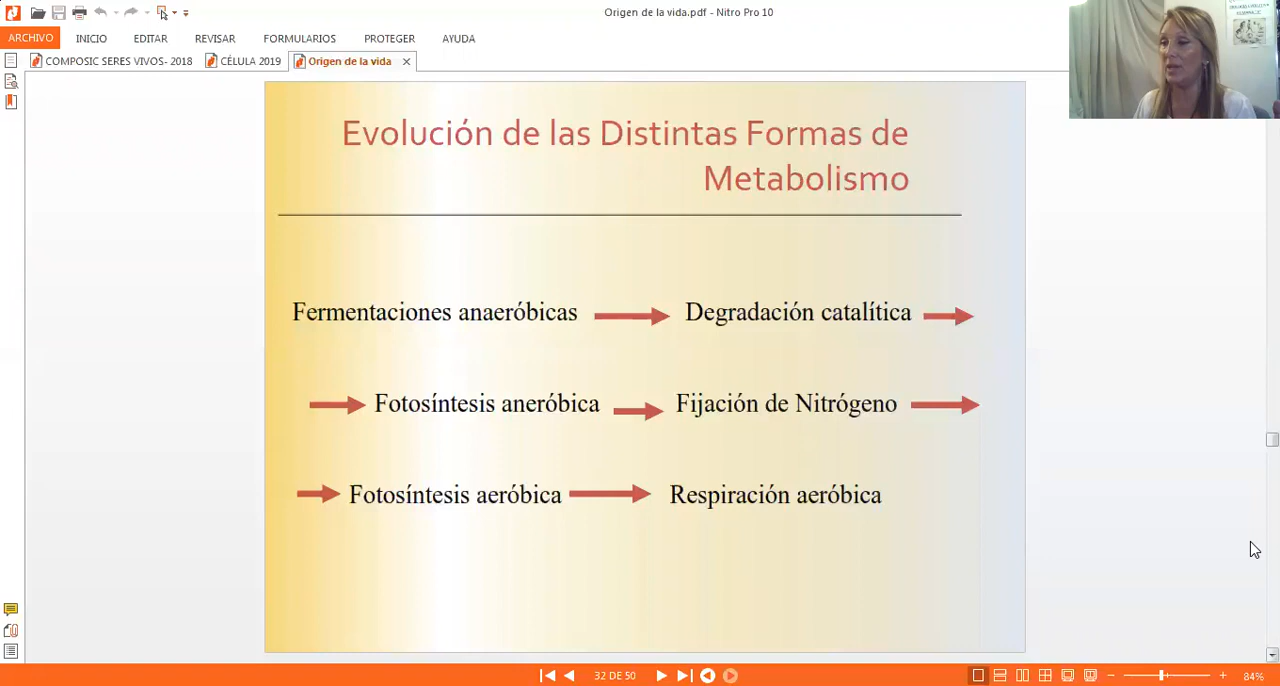 Origen de la vida.pdf - Nitro Pro 10
ARCHIVO INICIO EDITAR REVISAR FORMULARIOS PROTEGER AYUDA
COMPOSIC SERES VIVOS- 2018 CÉLULA 2019 Origen de la vida
Evolución de las Distintas Formas de
Metabolismo
Fermentaciones anaeróbicas Degradación catalítica
Fotosíntesis aneróbica Fijación de Nitrógeno
Fotosíntesis aeróbica Respiración aeróbica
32 DE 50
84%